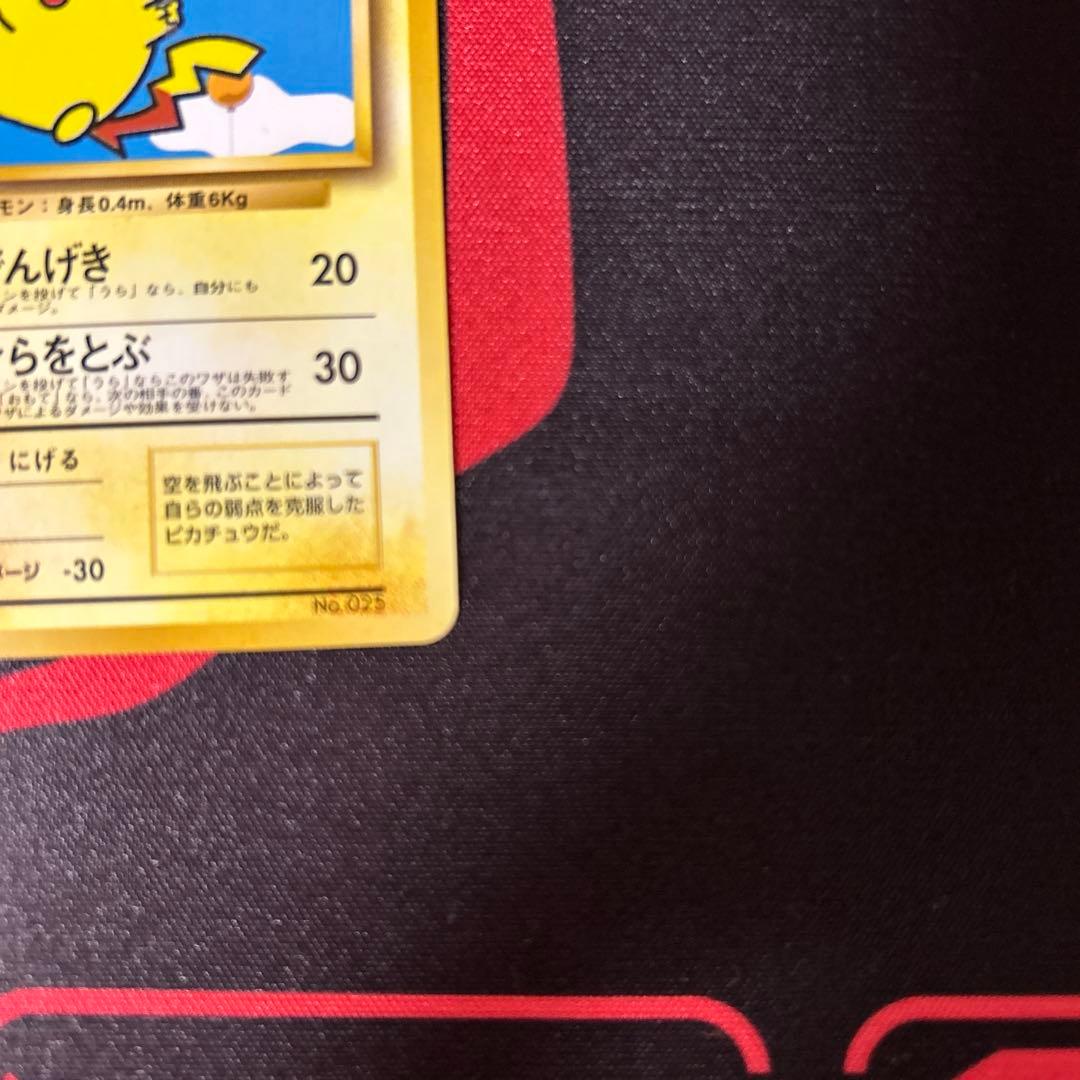 モン：身長0.4m、体重6Kg
んげき 20
ンを投げて「うら」なら、自分にも
メージ。
らをとぶ 30
ンを投げて「うら」ならこのワザは失敗す
「おもて」なら、次の相手の番、このカード
ザによるダメージや効果を受けない。
にげる
空を飛ぶことによって
自らの弱点を克服した
ピカチュウだ。
ージ -30
No.025